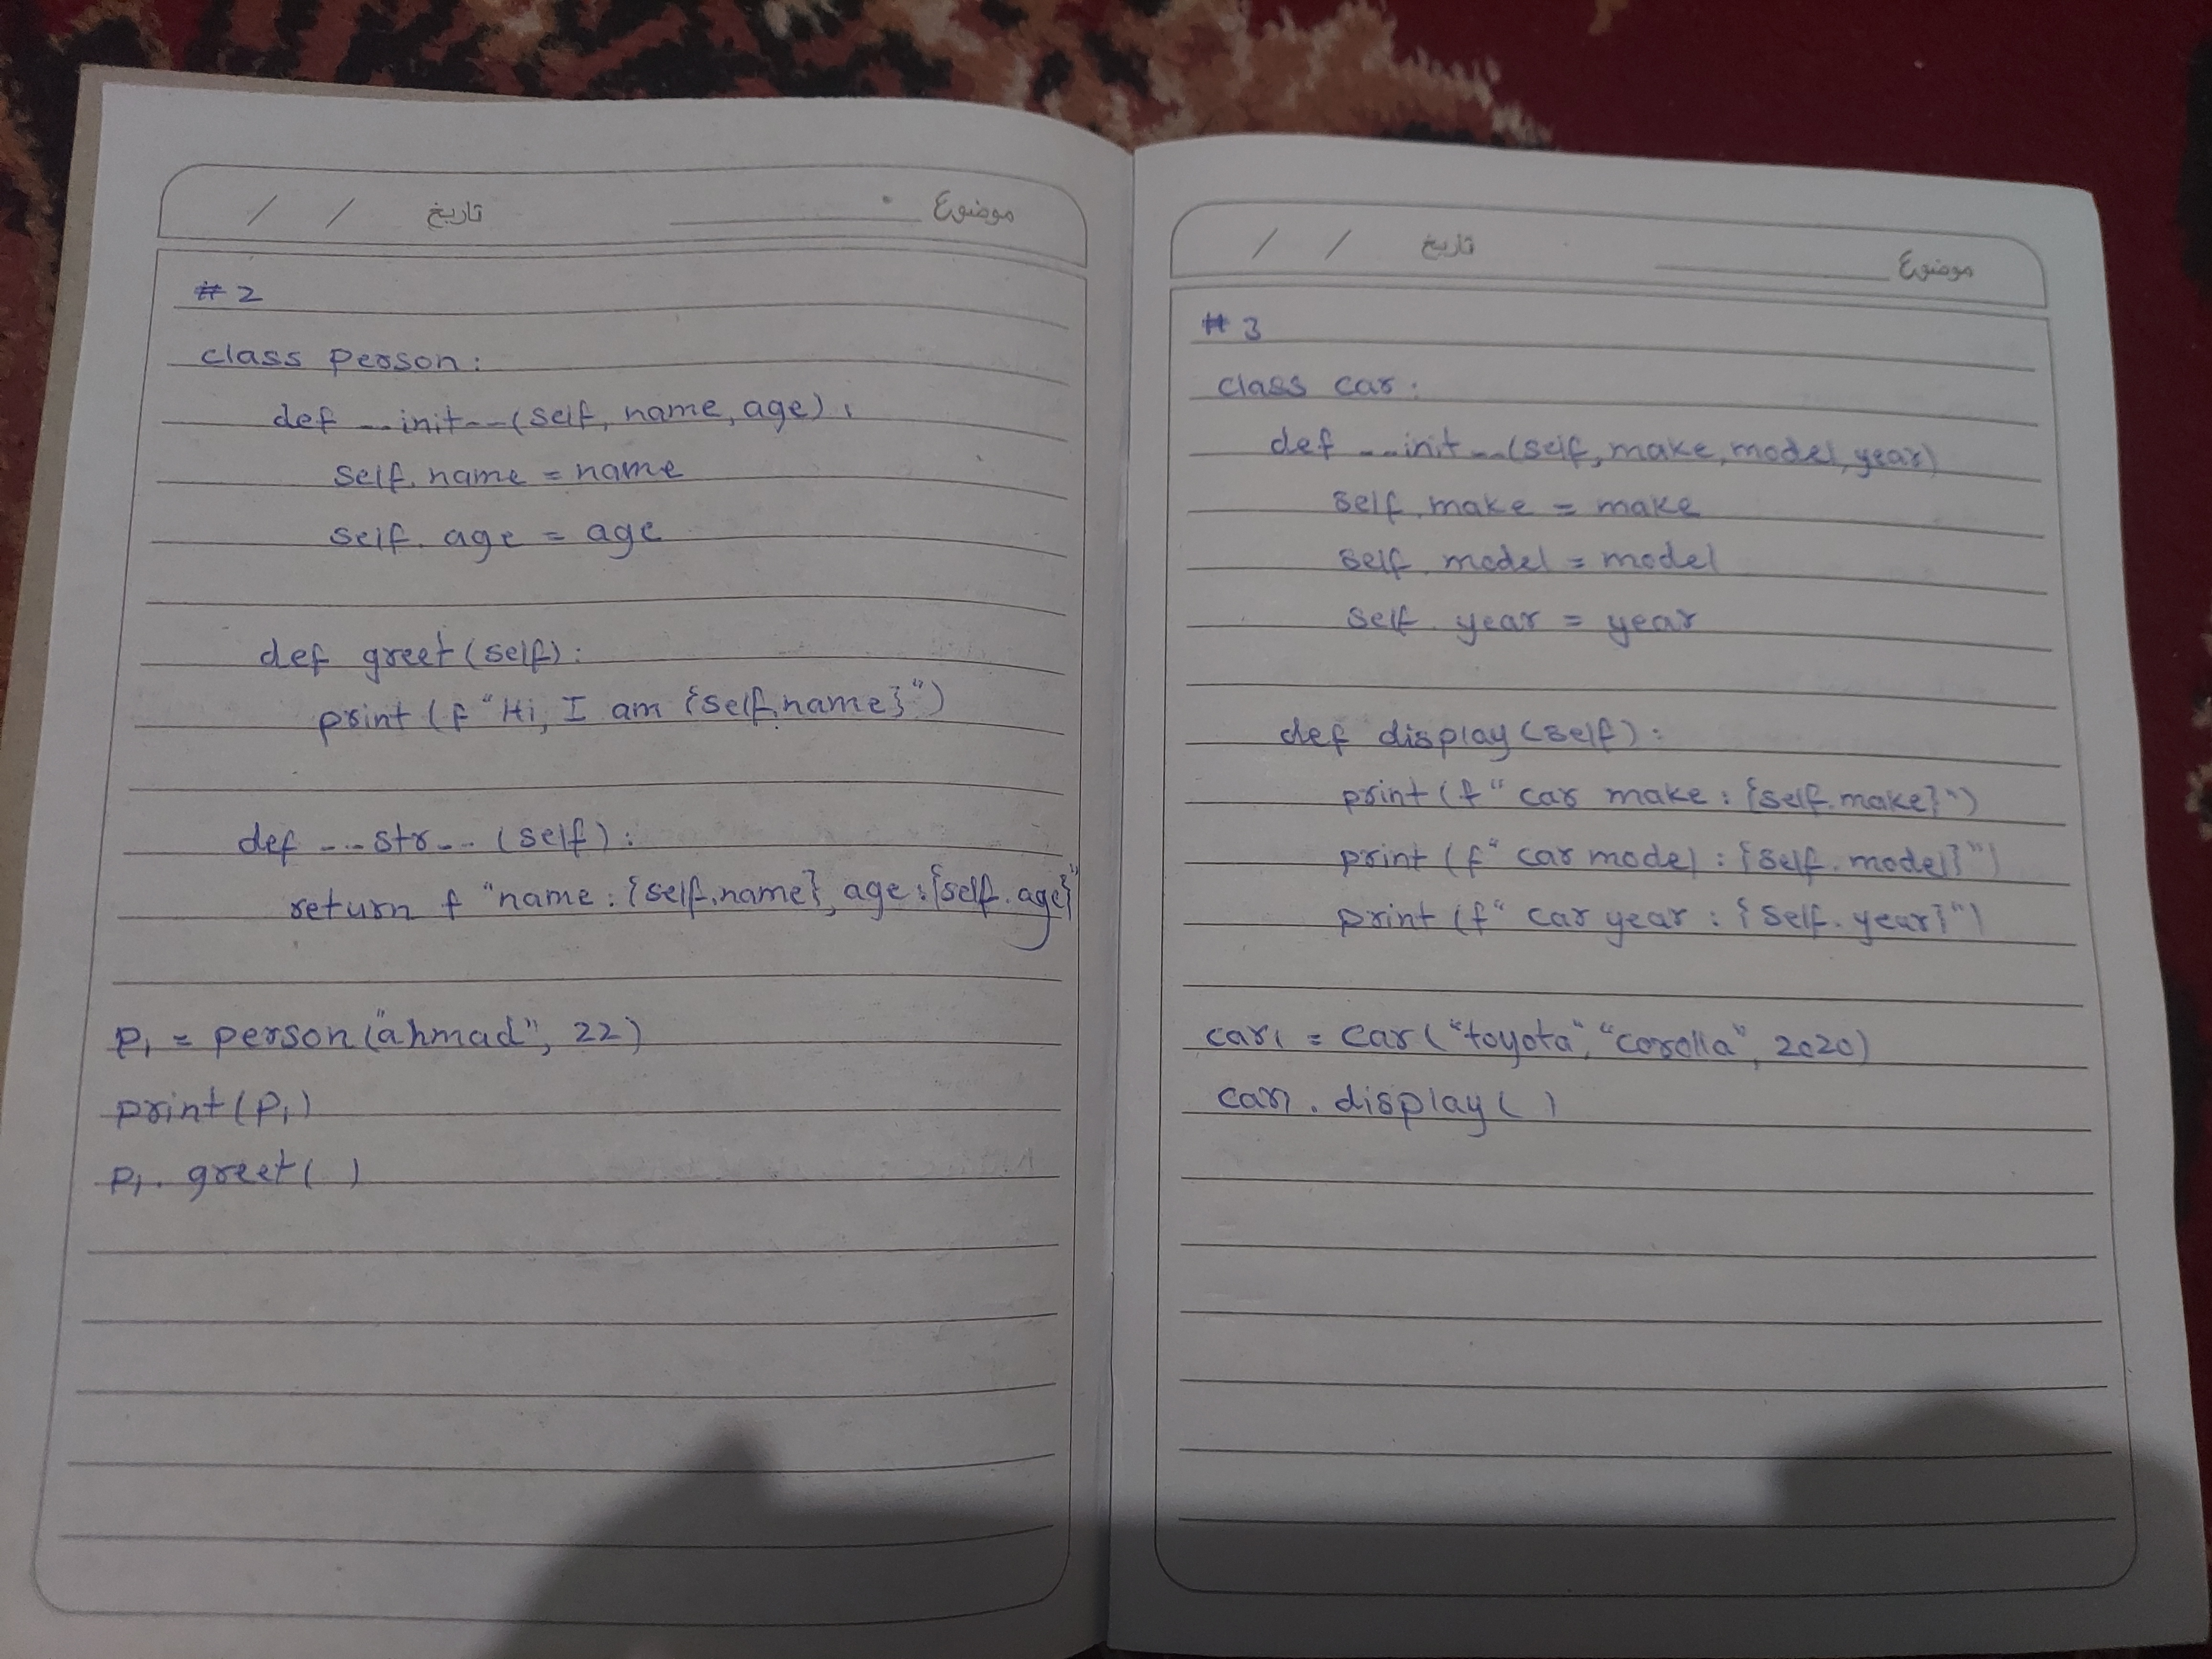 / / تاریخ موضوع
#2
class person:
def __init__(self, name, age):
self.name = name
self.age = age
def greet(self):
print(f"Hi, I am {self.name}")
def __str__(self):
return f"name: {self.name}, age: {self.age}"
p1 = person("ahmad", 22)
print(p1)
p1.greet()
/ / تاریخ موضوع
#3
class car:
def __init__(self, make, model, year)
self.make = make
self.model = model
self.year = year
def display(self):
print(f"car make: {self.make}")
print(f"car model: {self.model}")
print(f"car year: {self.year}")
car1 = car("toyota", "corolla", 2020)
car1.display()